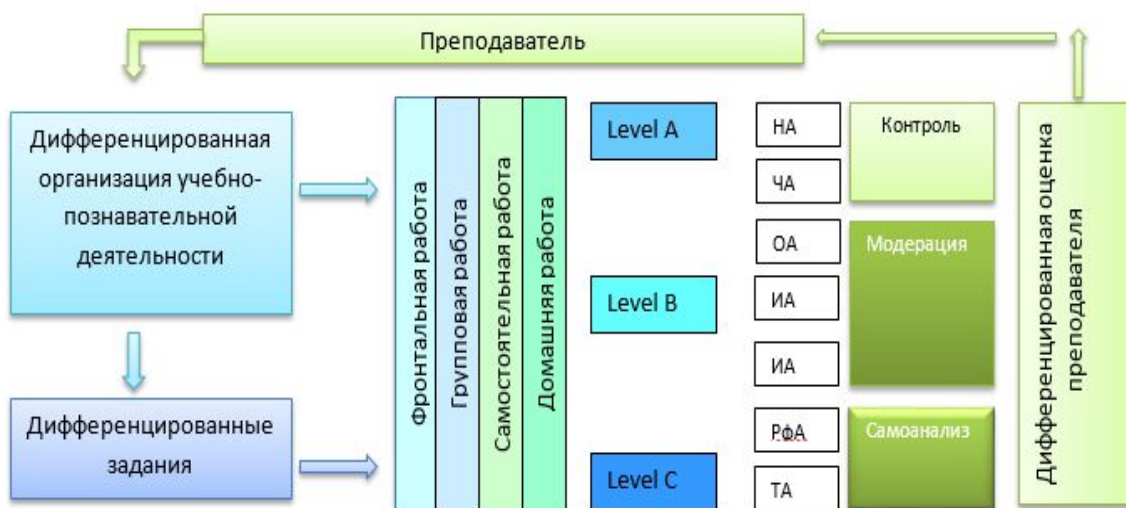 Преподаватель
Дифференцированная
организация учебно-
познавательной
деятельности
Дифференцированные
задания
Фронтальная работа
Групповая работа
Самостоятельная работа
Домашняя работа
Level A
Level B
Level C
НА
ЧА
ОА
ИА
ИА
РфА
ТА
Контроль
Модерация
Самоанализ
Дифференцированная оценка
преподавателя